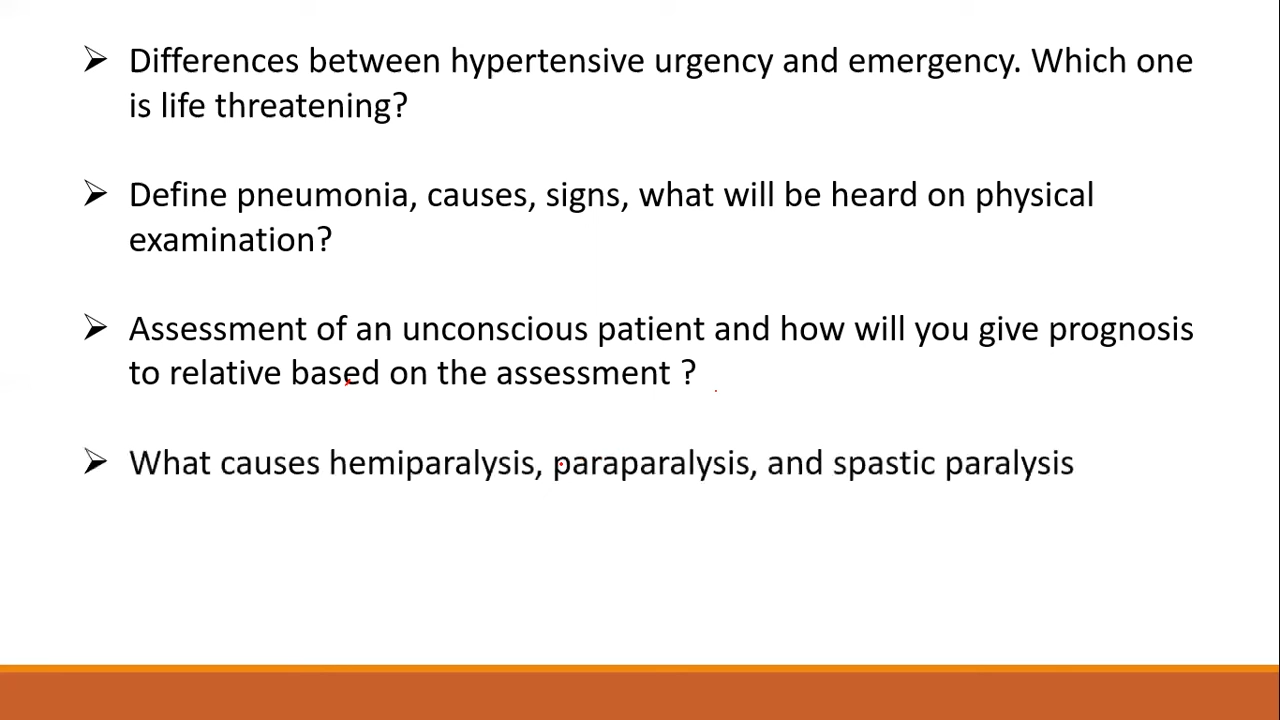 ➢ Differences between hypertensive urgency and emergency. Which one
is life threatening?
➢ Define pneumonia, causes, signs, what will be heard on physical
examination?
➢ Assessment of an unconscious patient and how will you give prognosis
to relative based on the assessment ?
➢ What causes hemiparalysis, paraparalysis, and spastic paralysis